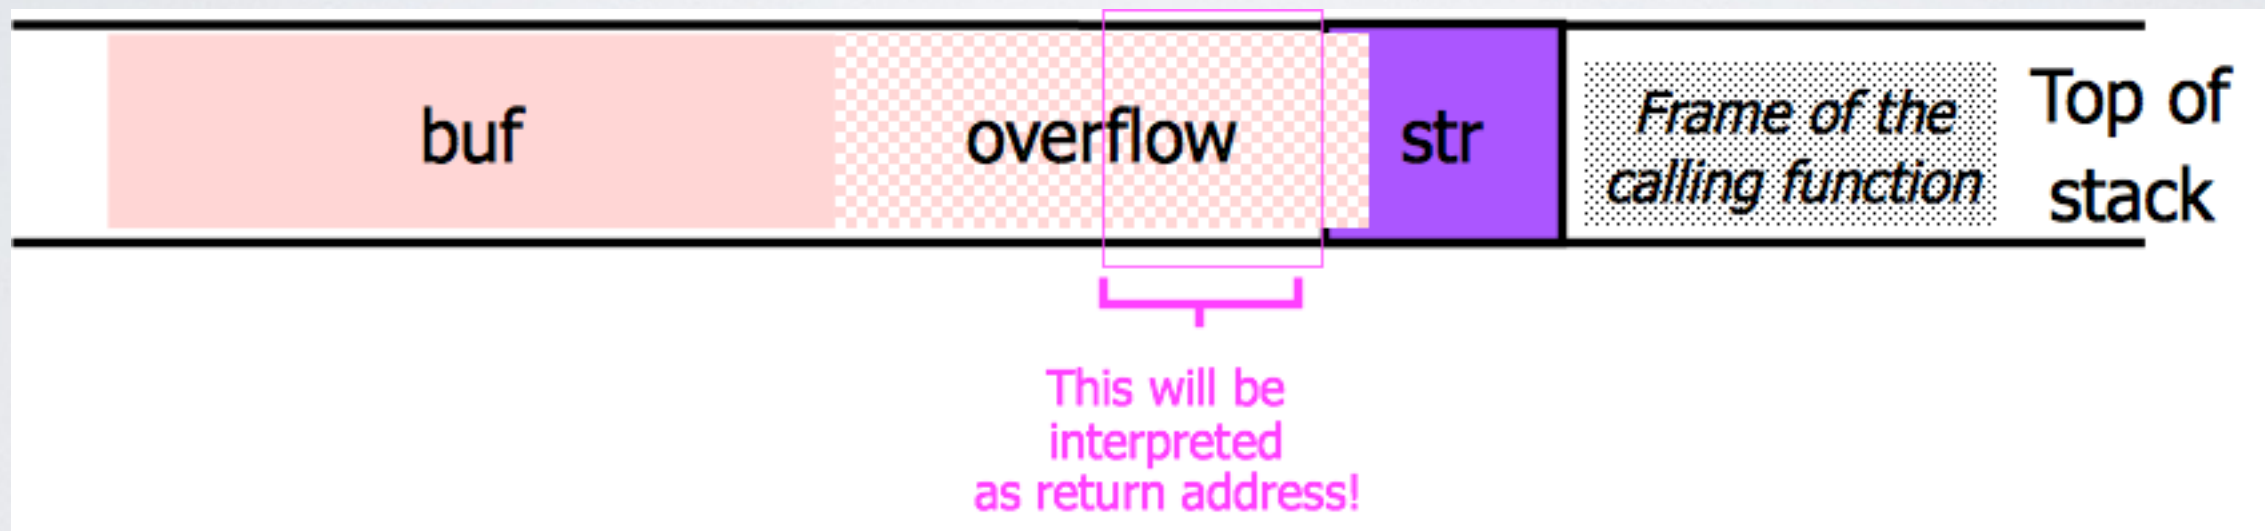 buf
overflow
str
Frame of the
calling function
Top of
stack
This will be
interpreted
as return address!